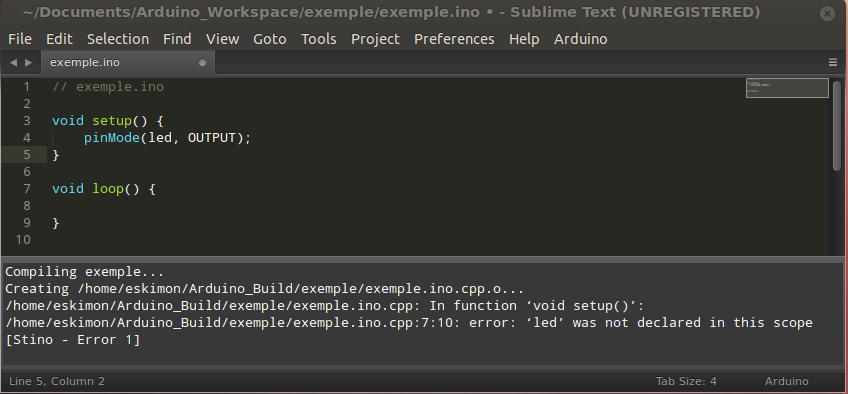 ~/Documents/Arduino_Workspace/exemple/exemple.ino • - Sublime Text (UNREGISTERED)
File Edit Selection Find View Goto Tools Project Preferences Help Arduino
exemple.ino
1 // exemple.ino
2
3 void setup() {
4     pinMode(led, OUTPUT);
5 }
6
7 void loop() {
8
9 }
10
Compiling exemple...
Creating /home/eskimon/Arduino_Build/exemple/exemple.ino.cpp.o...
/home/eskimon/Arduino_Build/exemple/exemple.ino.cpp: In function ‘void setup()’:
/home/eskimon/Arduino_Build/exemple/exemple.ino.cpp:7:10: error: ‘led’ was not declared in this scope
[Stino - Error 1]
Line 5, Column 2 Tab Size: 4 Arduino